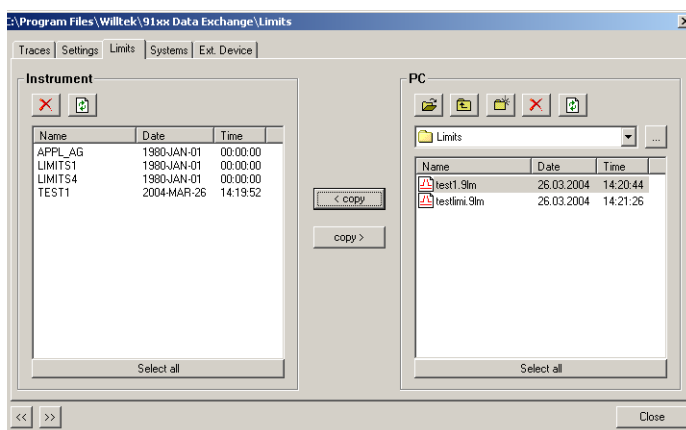 :\Program Files\Willtek\91xx Data Exchange\Limits
Traces Settings Limits Systems Ext. Device
Instrument
Name Date Time
APPL_AG 1980-JAN-01 00:00:00
LIMITS1 1980-JAN-01 00:00:00
LIMITS4 1980-JAN-01 00:00:00
TEST1 2004-MAR-26 14:19:52
Select all
< copy
copy >
PC
Limits
...
Name Date Time
test1.9lm 26.03.2004 14:20:44
testlimi.9lm 26.03.2004 14:21:26
Select all
<< >> Close